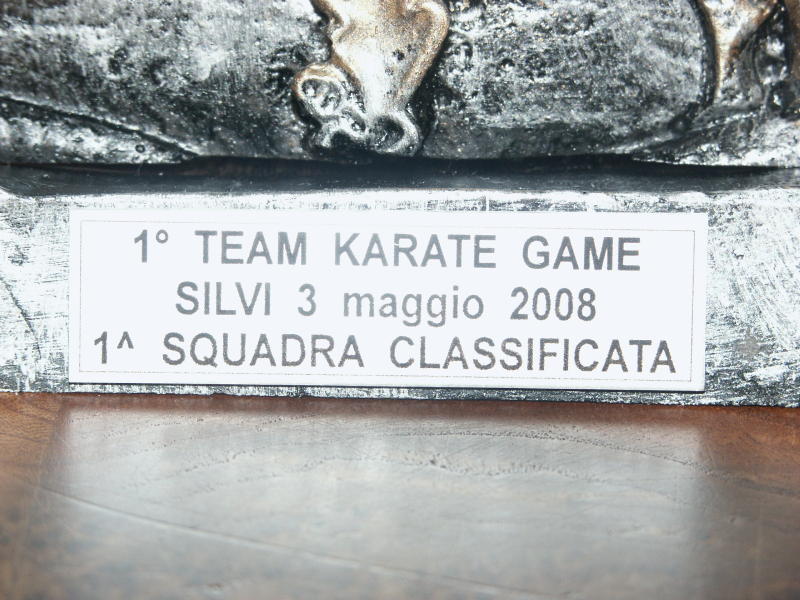 1° TEAM KARATE GAME
SILVI 3 maggio 2008
1^ SQUADRA CLASSIFICATA